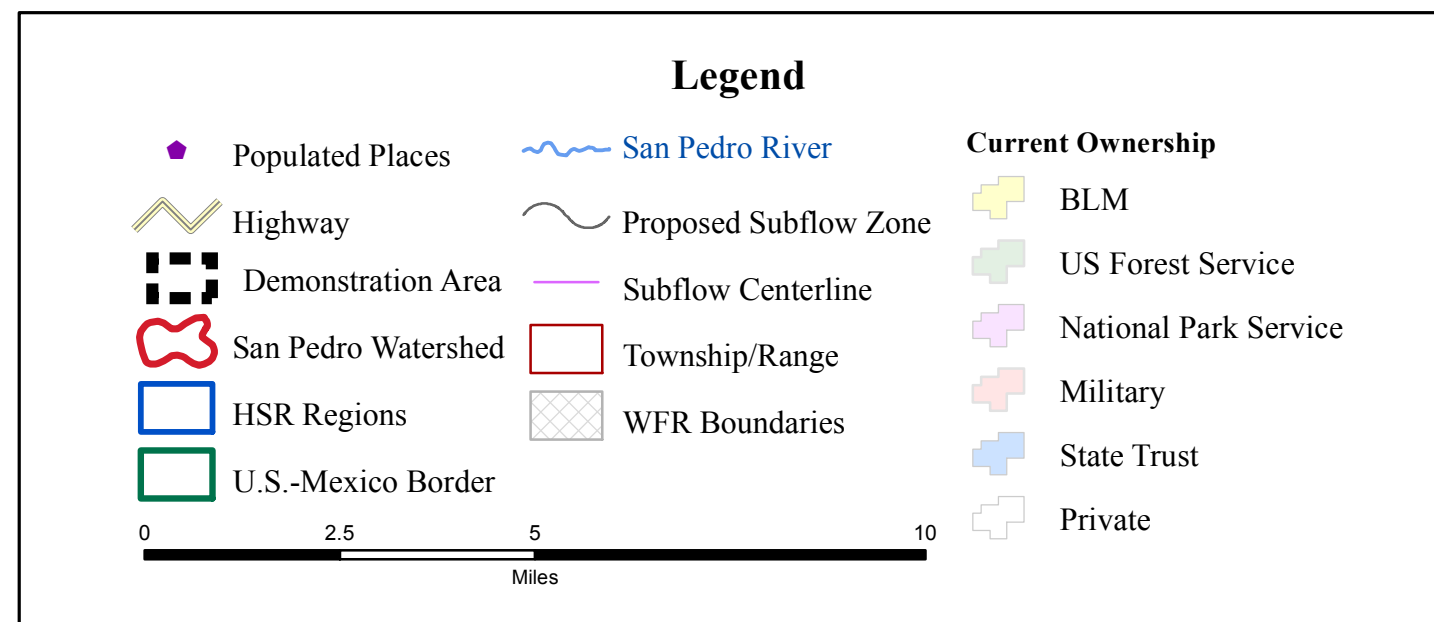 Legend
Populated Places
Highway
Demonstration Area
San Pedro Watershed
HSR Regions
U.S.-Mexico Border
San Pedro River
Proposed Subflow Zone
Subflow Centerline
Township/Range
WFR Boundaries
Current Ownership
BLM
US Forest Service
National Park Service
Military
State Trust
Private
0 2.5 5 10
Miles